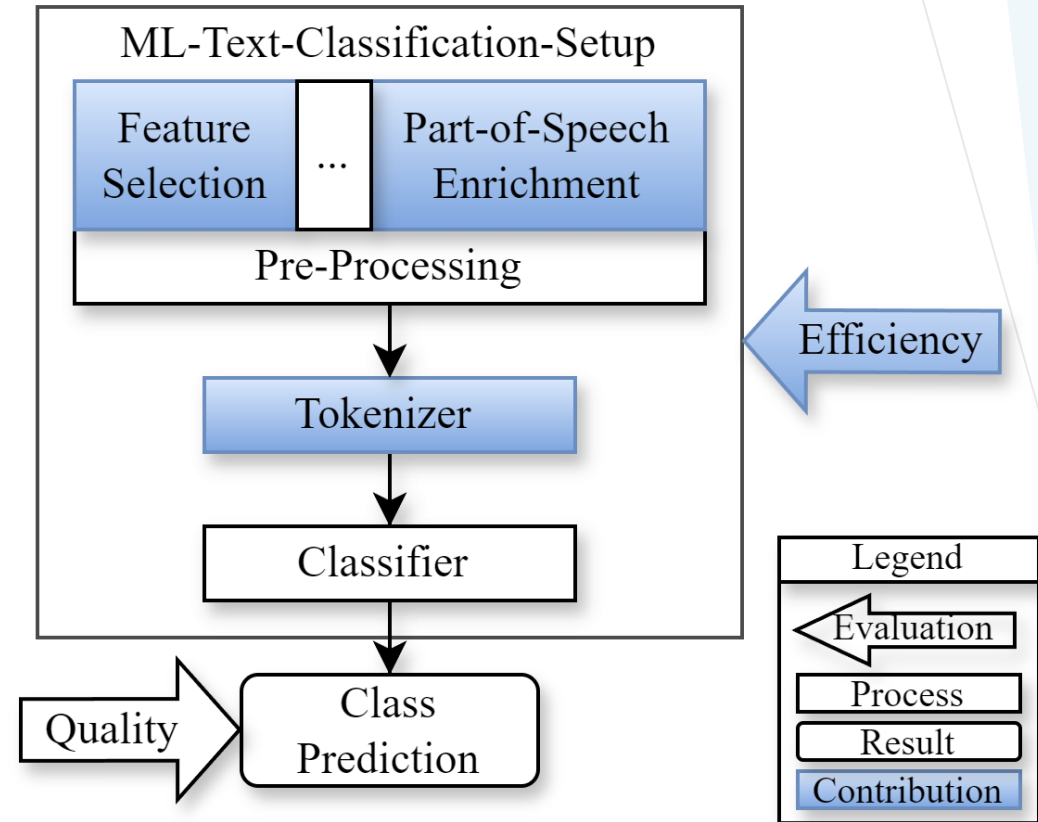 ML-Text-Classification-Setup
Feature
Selection
...
Part-of-Speech
Enrichment
Pre-Processing
Efficiency
Tokenizer
Classifier
Quality
Class
Prediction
Legend
Evaluation
Process
Result
Contribution